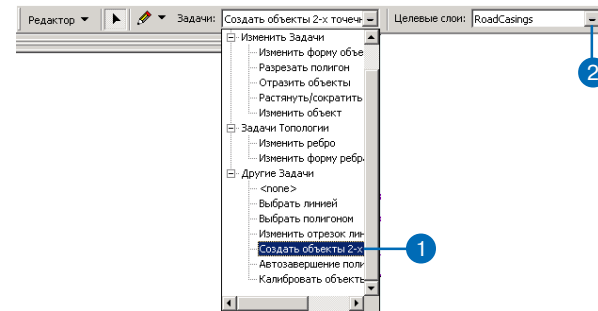 Редактор Задачи: Создать объекты 2-х точечн Целевые слои: RoadCasings
2
Изменить Задачи
Изменить форму объе
Разрезать полигон
Отразить объекты
Растянуть/сократить
Изменить объект
Задачи Топологии
Изменить ребро
Изменить форму ребр
Другие Задачи
<none>
Выбрать линией
Выбрать полигоном
Изменить отрезок лин
Создать объекты 2-х
1
Автозавершение поли
Калибровать объекты